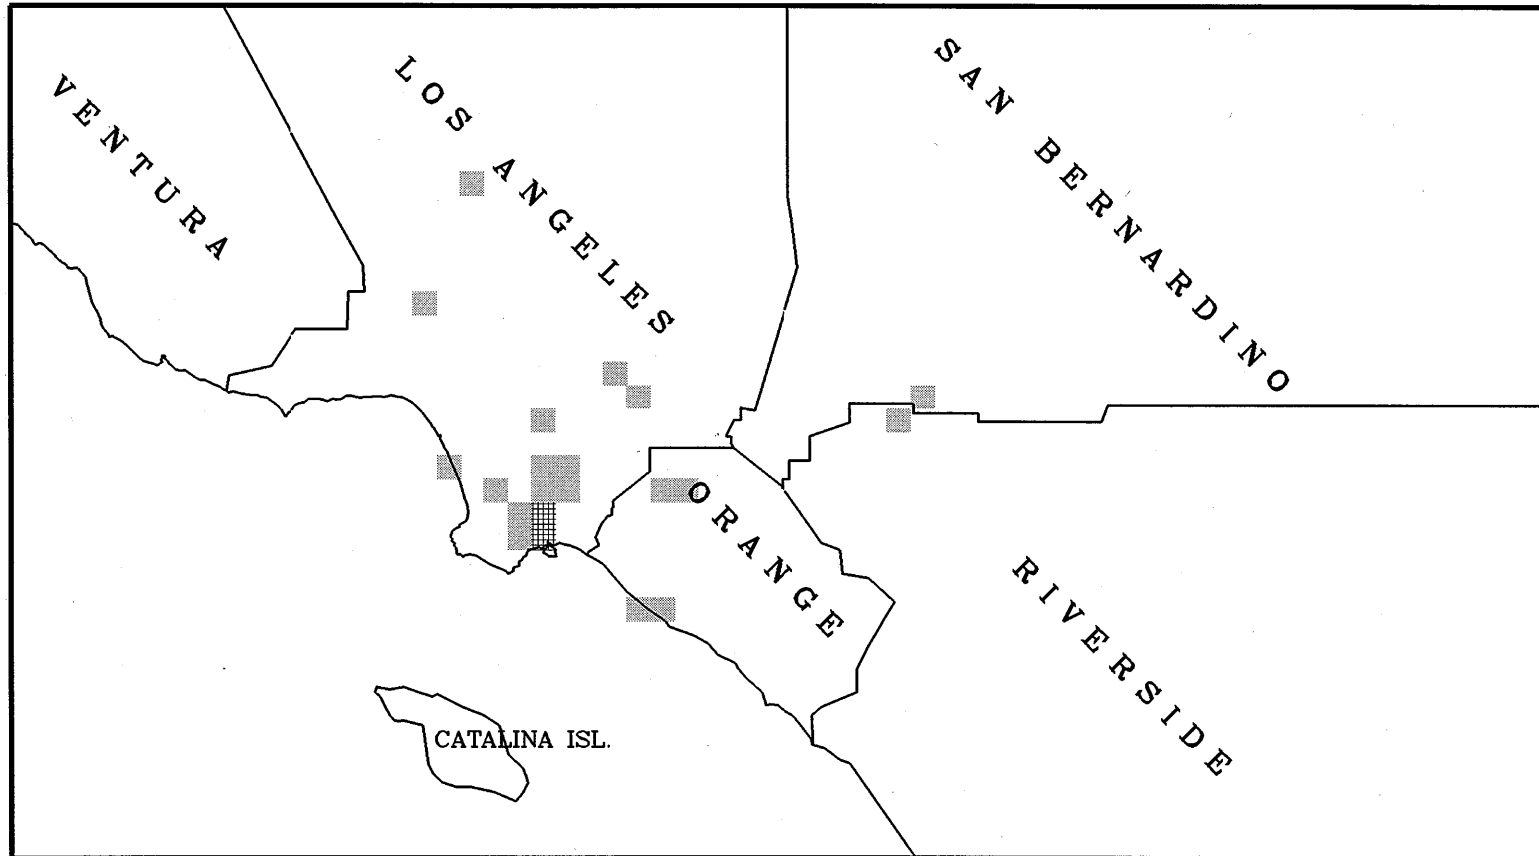 VENTURA
LOS ANGELES
SAN BERNARDINO
ORANGE
RIVERSIDE
CATALINA ISL.